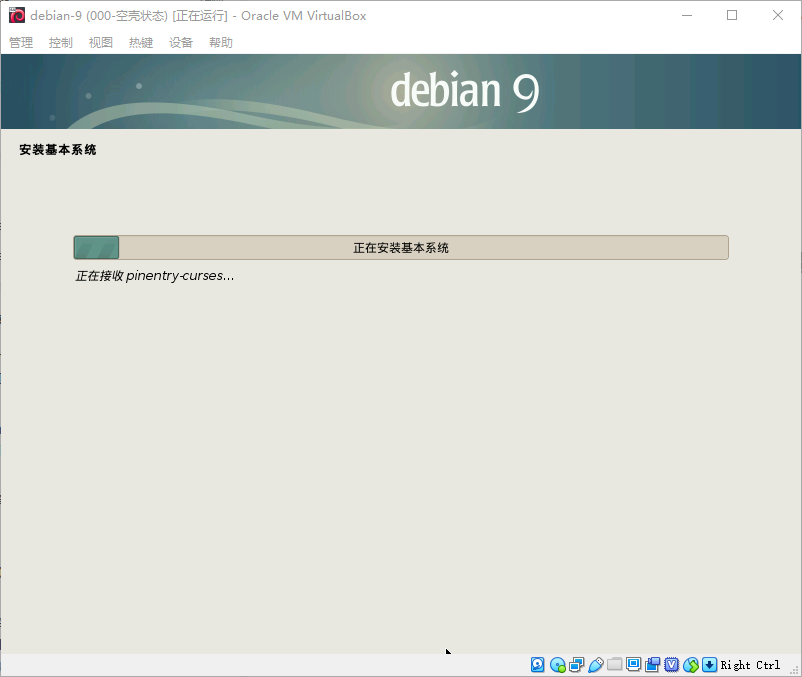 debian-9 (000-空壳状态) [正在运行] - Oracle VM VirtualBox
管理 控制 视图 热键 设备 帮助
debian 9
安装基本系统
正在安装基本系统
正在接收 pinentry-curses...
Right Ctrl